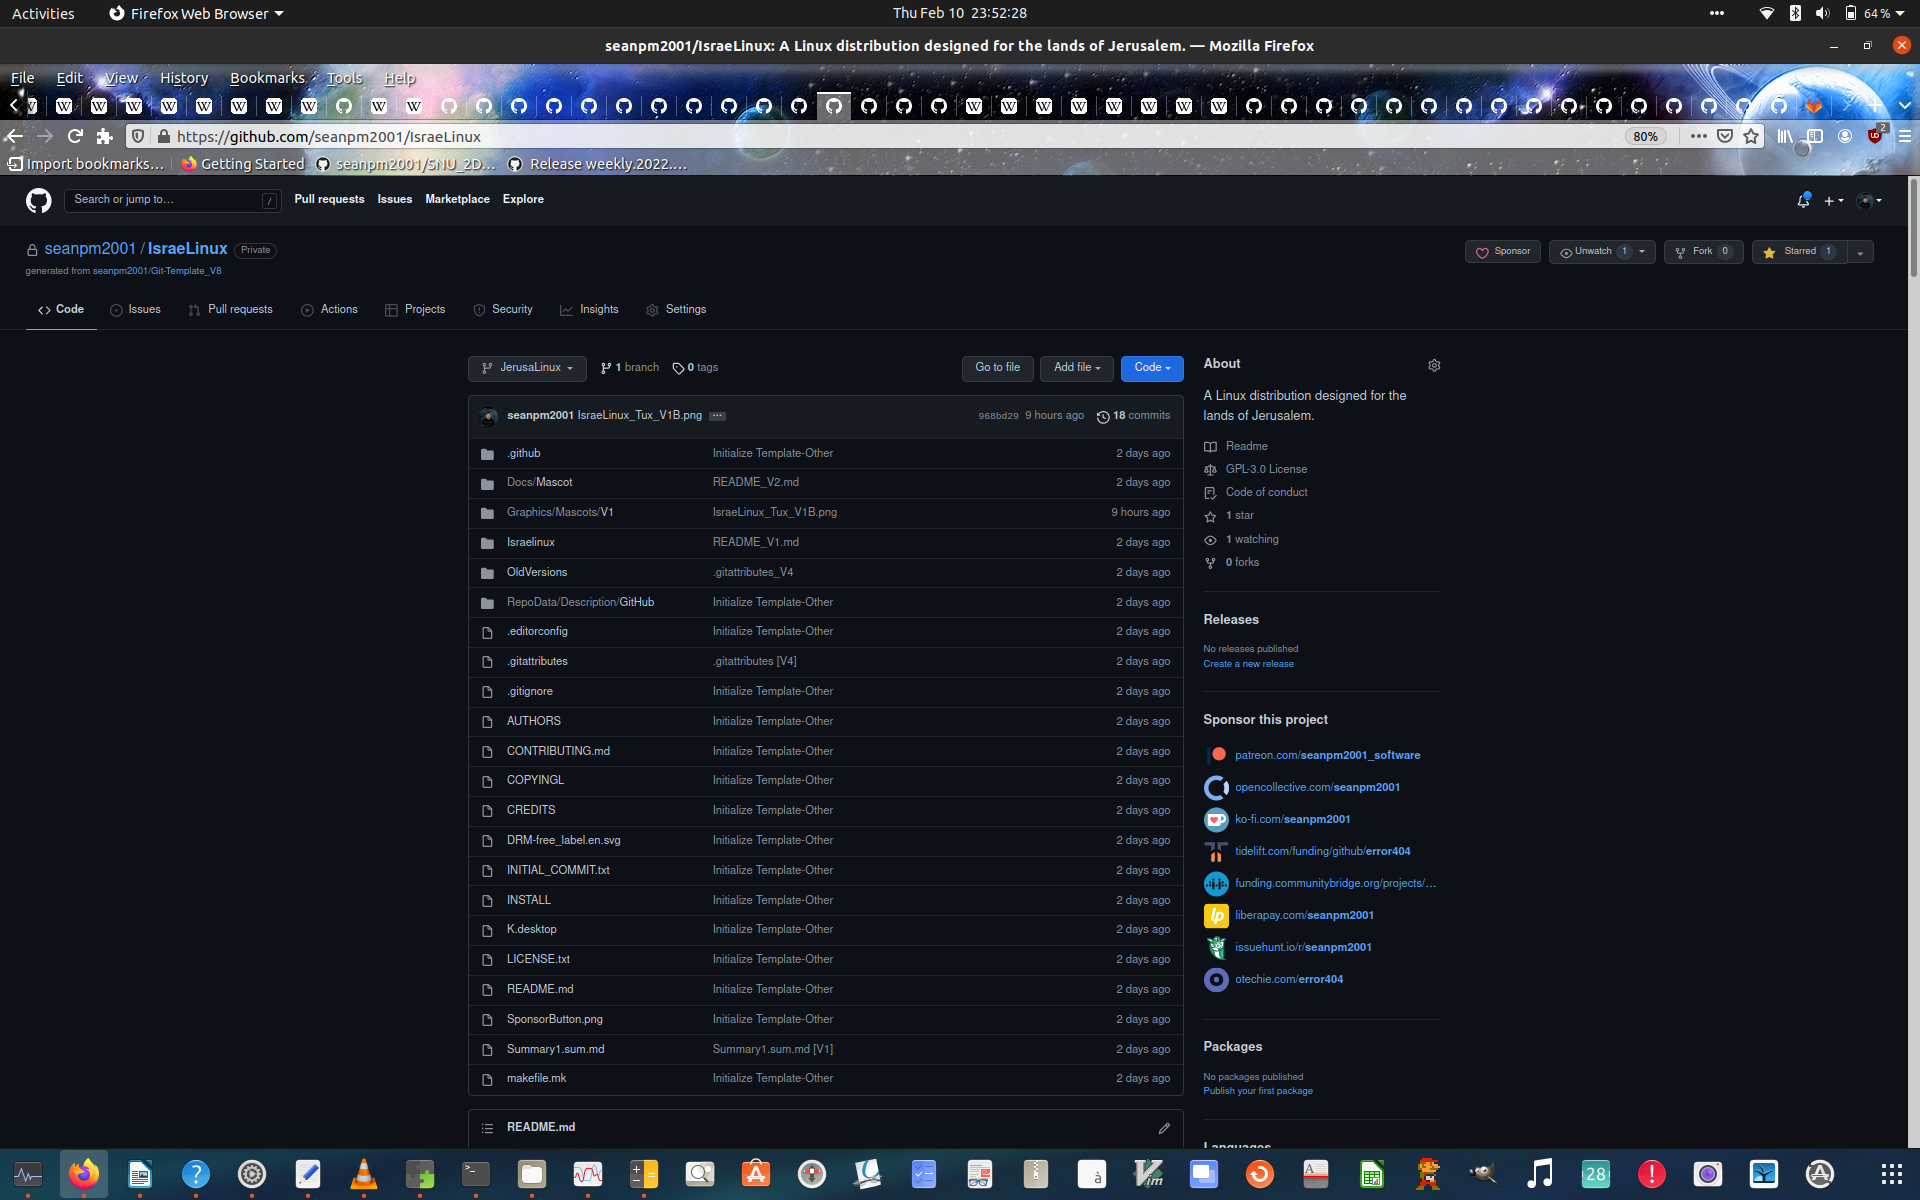 Activities
Firefox Web Browser
Thu Feb 10 23:52:28
64 %
seanpm2001/IsraeLinux: A Linux distribution designed for the lands of Jerusalem. — Mozilla Firefox
File Edit View History Bookmarks Tools Help
https://github.com/seanpm2001/IsraeLinux
80%
2
Import bookmarks…
Getting Started
seanpm2001/SNU_2D…
Release weekly.2022.…
Search or jump to…
/
Pull requests Issues Marketplace Explore
seanpm2001 / IsraeLinux Private
generated from seanpm2001/Git-Template_V8
Sponsor
Unwatch 1
Fork 0
Starred 1
Code Issues Pull requests Actions Projects Security Insights Settings
JerusaLinux
1 branch
0 tags
Go to file
Add file
Code
seanpm2001 IsraeLinux_Tux_V1B.png
968bd29 9 hours ago
18 commits
.github Initialize Template-Other 2 days ago
Docs/Mascot README_V2.md 2 days ago
Graphics/Mascots/V1 IsraeLinux_Tux_V1B.png 9 hours ago
Israelinux README_V1.md 2 days ago
OldVersions .gitattributes_V4 2 days ago
RepoData/Description/GitHub Initialize Template-Other 2 days ago
.editorconfig Initialize Template-Other 2 days ago
.gitattributes .gitattributes [V4] 2 days ago
.gitignore Initialize Template-Other 2 days ago
AUTHORS Initialize Template-Other 2 days ago
CONTRIBUTING.md Initialize Template-Other 2 days ago
COPYINGL Initialize Template-Other 2 days ago
CREDITS Initialize Template-Other 2 days ago
DRM-free_label.en.svg Initialize Template-Other 2 days ago
INITIAL_COMMIT.txt Initialize Template-Other 2 days ago
INSTALL Initialize Template-Other 2 days ago
K.desktop Initialize Template-Other 2 days ago
LICENSE.txt Initialize Template-Other 2 days ago
README.md Initialize Template-Other 2 days ago
SponsorButton.png Initialize Template-Other 2 days ago
Summary1.sum.md Summary1.sum.md [V1] 2 days ago
makefile.mk Initialize Template-Other 2 days ago
README.md
About
A Linux distribution designed for the
lands of Jerusalem.
Readme
GPL-3.0 License
Code of conduct
1 star
1 watching
0 forks
Releases
No releases published
Create a new release
Sponsor this project
patreon.com/seanpm2001_software
opencollective.com/seanpm2001
ko-fi.com/seanpm2001
tidelift.com/funding/github/error404
funding.communitybridge.org/projects/…
liberapay.com/seanpm2001
issuehunt.io/r/seanpm2001
otechie.com/error404
Packages
No packages published
Publish your first package
Languages
28